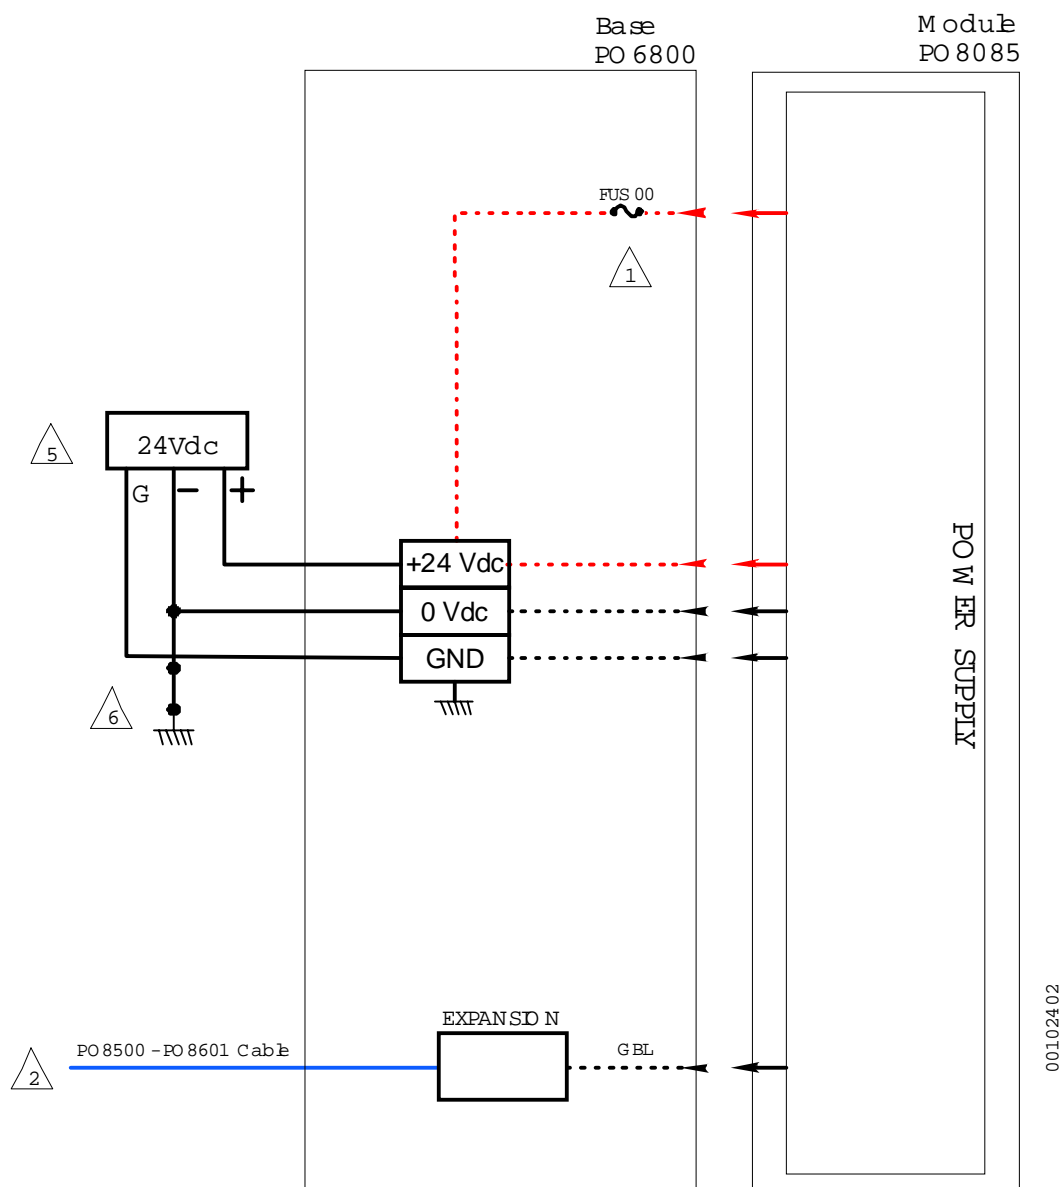 Base
PO6800
Module
PO8085
FUS00
1
5
24Vdc
G - +
+24 Vdc
0 Vdc
GND
6
POWER SUPPLY
EXPANSION
PO8500-PO8601 Cable
GBL
2
00102402